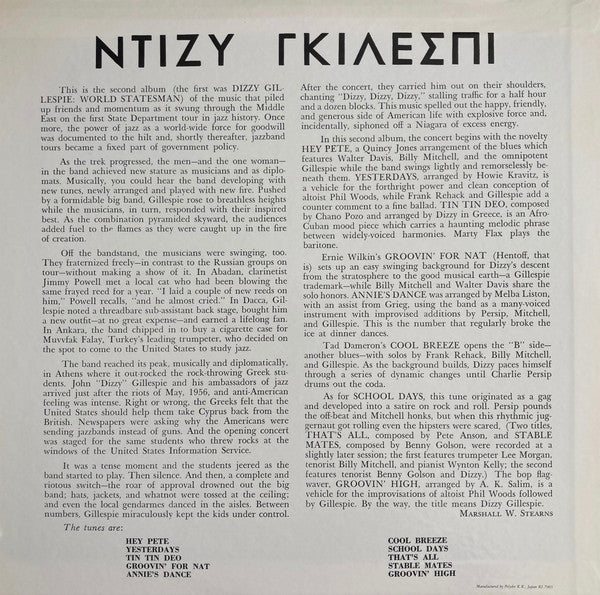 ΝΤΙΖΥ ΓΚΙΛΕΣΠΙ
This is the second album (the first was DIZZY GIL-
LESPIE: WORLD STATESMAN) of the music that piled
up friends and momentum as it swung through the Middle
East on the first State Department tour in jazz history. Once
more, the power of jazz as a world-wide force for goodwill
was documented to the hilt and, shortly thereafter, jazzband
tours became a fixed part of government policy.
As the trek progressed, the men—and the one woman—
in the band achieved new stature as musicians and as diplo-
mats. Musically, you could hear the band developing with
new tunes, newly arranged and played with new fire. Pushed
by a formidable big band, Gillespie rose to breathless heights
while the musicians, in turn, responded with their inspired
best. As the combination pyramided skyward, the audiences
added fuel to the flames as they were caught up in the fire
of creation.
Off the bandstand, the musicians were swinging, too.
They fraternized freely—in contrast to the Russian groups on
tour—without making a show of it. In Abadan, clarinetist
Jimmy Powell met a local cat who had been blowing the
same frayed reed for a year. "I laid a couple of new reeds on
him," Powell recalls, "and he almost cried." In Dacca, Gil-
lespie noted a threadbare sub-assistant back stage, bought him
a new outfit—at no great expense—and earned a lifelong fan.
In Ankara, the band chipped in to buy a cigarette case for
Muvvfak Falay, Turkey's leading trumpeter, who decided on
the spot to come to the United States to study jazz.
The band reached its peak, musically and diplomatically,
in Athens where it out-rocked the rock-throwing Greek stu-
dents. John "Dizzy" Gillespie and his ambassadors of jazz
arrived just after the riots of May, 1956, and anti-American
feeling was intense. Right or wrong, the Greeks felt that the
United States should help them take Cyprus back from the
British. Newspapers were asking why the Americans were
sending jazzbands instead of guns. And the opening concert
was staged for the same students who threw rocks at the
windows of the United States Information Service.
It was a tense moment and the students jeered as the
band started to play. Then silence. And then, a complete and
riotous switch—the roar of approval drowned out the big
band; hats, jackets, and whatnot were tossed at the ceiling;
and even the local gendarmes danced in the aisles. Between
numbers, Gillespie miraculously kept the kids under control.
After the concert, they carried him out on their shoulders,
chanting "Dizzy, Dizzy, Dizzy," stalling traffic for a half hour
and a dozen blocks. This music spelled out the happy, friendly,
and generous side of American life with explosive force and,
incidentally, siphoned off a Niagara of excess energy.
In this second album, the concert begins with the novelty
HEY PETE, a Quincy Jones arrangement of the blues which
features Walter Davis, Billy Mitchell, and the omnipotent
Gillespie while the band swings lightly and remorselessly be-
hind them. YESTERDAYS, arranged by Howie Kravitz, is
a vehicle for the forthright power and clean conception of
altoist Phil Woods, while Frank Rehack and Gillespie add a
counter comment to a fine ballad. TIN TIN DEO, composed
by Chano Pozo and arranged by Dizzy in Greece, is an Afro-
Cuban mood piece which carries a haunting melodic phrase
between widely-voiced harmonies. Marty Flax plays the
baritone.
Ernie Wilkin's GROOVIN' FOR NAT (Hentoff, that
is) sets up an easy swinging background for Dizzy's descent
from the stratosphere to the good musical earth—a Gillespie
trademark—while Billy Mitchell and Walter Davis share the
solo honors. ANNIE'S DANCE was arranged by Melba Liston,
with an assist from Grieg, using the band as a many-voiced
instrument with improvised additions by Persip, Mitchell,
and Gillespie. This is the number that regularly broke the
ice at dinner dances.
Tad Dameron's COOL BREEZE opens the "B" side—
another blues—with solos by Frank Rehack, Billy Mitchell,
and Gillespie. As the background builds, Dizzy paces himself
through a series of dynamic changes until Charlie Persip
drums out the coda.
As for SCHOOL DAYS, this tune originated as a gag
and developed into a satire on rock and roll. Persip pounds
the off-beat and Mitchell honks, but when this rhythmic jug-
gernaut got rolling even the hipsters were scared. (Two titles,
THAT'S ALL, composed by Pete Anson, and STABLE
MATES, composed by Benny Golson, were recorded at a
slightly later session; the first features trumpeter Lee Morgan,
tenorist Billy Mitchell, and pianist Wynton Kelly; the second
features tenorist Benny Golson and Dizzy.) The bop flag-
waver, GROOVIN' HIGH, arranged by A. K. Salim, is a
vehicle for the improvisations of altoist Phil Woods followed
by Gillespie. By the way, the title means Dizzy Gillespie.
MARSHALL W. STEARNS
The tunes are:
HEY PETE
YESTERDAYS
TIN TIN DEO
GROOVIN' FOR NAT
ANNIE'S DANCE
COOL BREEZE
SCHOOL DAYS
THAT'S ALL
STABLE MATES
GROOVIN' HIGH
Manufactured by Polydor K.K., Japan